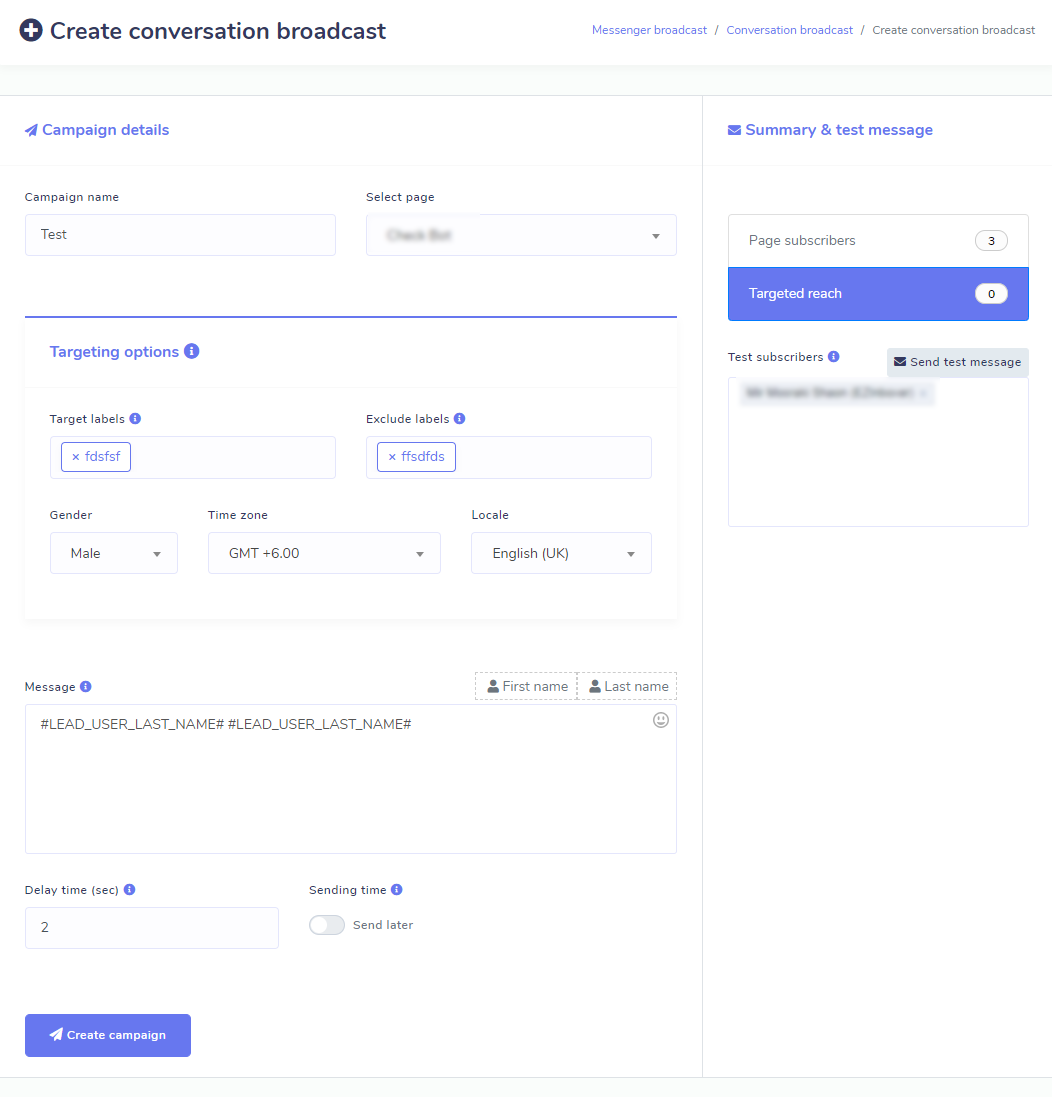 Create conversation broadcast
Messenger broadcast / Conversation broadcast / Create conversation broadcast
Campaign details
Campaign name
Select page
Test
Targeting options
Target labels
Exclude labels
× fdsfsf
× ffsdfds
Gender
Time zone
Locale
Male
GMT +6.00
English (UK)
Message
First name
Last name
#LEAD_USER_LAST_NAME# #LEAD_USER_LAST_NAME#
Delay time (sec)
Sending time
2
Send later
Create campaign
Summary & test message
Page subscribers 3
Targeted reach 0
Test subscribers
Send test message